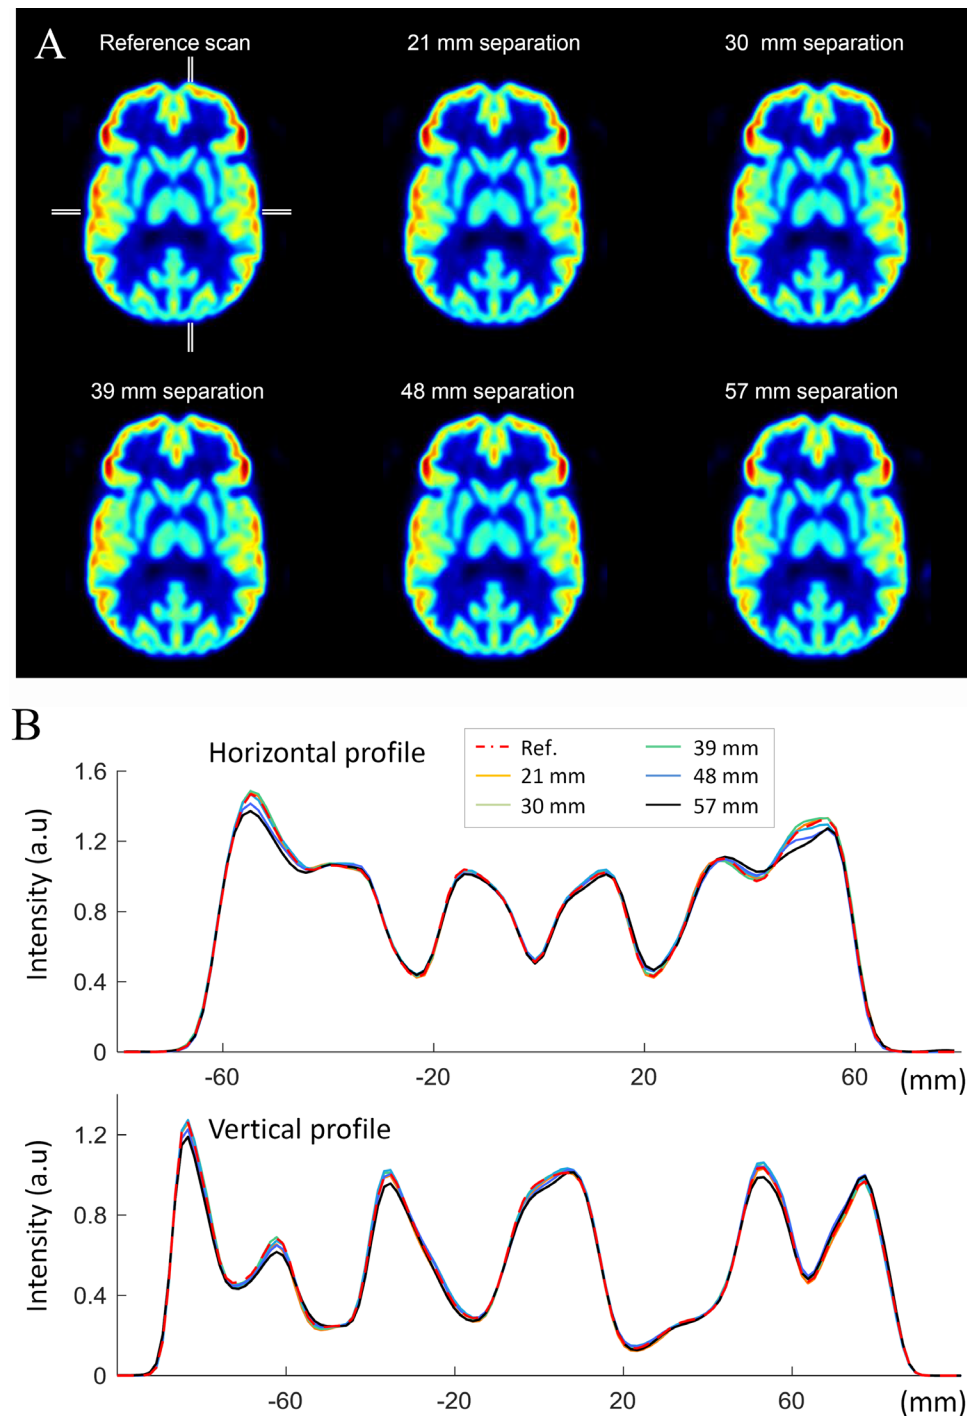 A
Reference scan
21 mm separation
30 mm separation
39 mm separation
48 mm separation
57 mm separation
B
Horizontal profile
Ref.
39 mm
21 mm
48 mm
30 mm
57 mm
Intensity (a.u)
1.6
1.2
0.8
0.4
0
-60
-20
20
60
(mm)
Vertical profile
Intensity (a.u)
1.2
0.8
0.4
0
-60
-20
20
60
(mm)